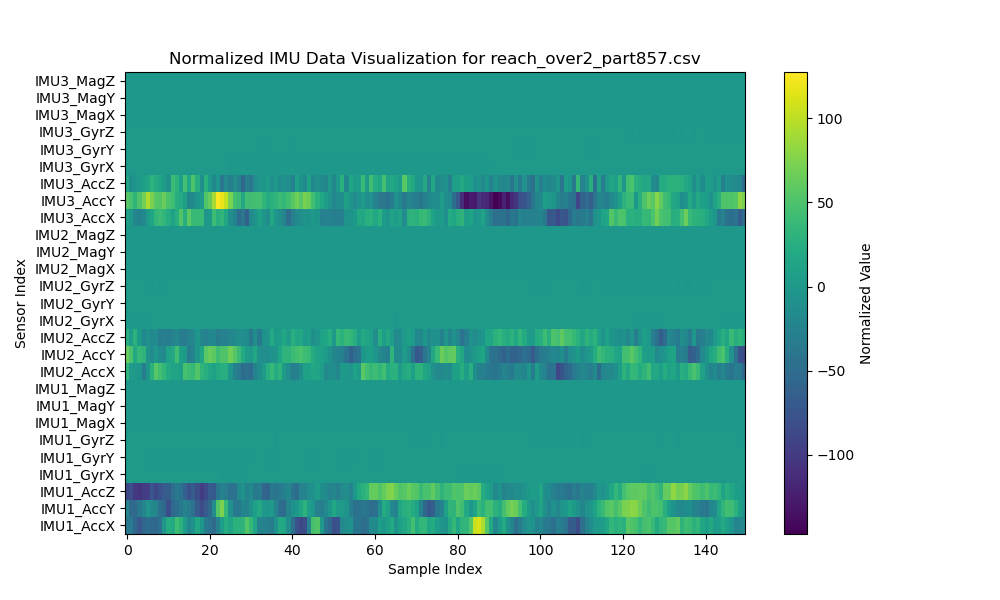 Normalized IMU Data Visualization for reach_over2_part857.csv
IMU3_MagZ
IMU3_MagY
IMU3_MagX
IMU3_GyrZ
IMU3_GyrY
IMU3_GyrX
IMU3_AccZ
IMU3_AccY
IMU3_AccX
IMU2_MagZ
IMU2_MagY
IMU2_MagX
IMU2_GyrZ
IMU2_GyrY
IMU2_GyrX
IMU2_AccZ
IMU2_AccY
IMU2_AccX
IMU1_MagZ
IMU1_MagY
IMU1_MagX
IMU1_GyrZ
IMU1_GyrY
IMU1_GyrX
IMU1_AccZ
IMU1_AccY
IMU1_AccX
Sensor Index
0 20 40 60 80 100 120 140
Sample Index
100
50
0
−50
−100
Normalized Value